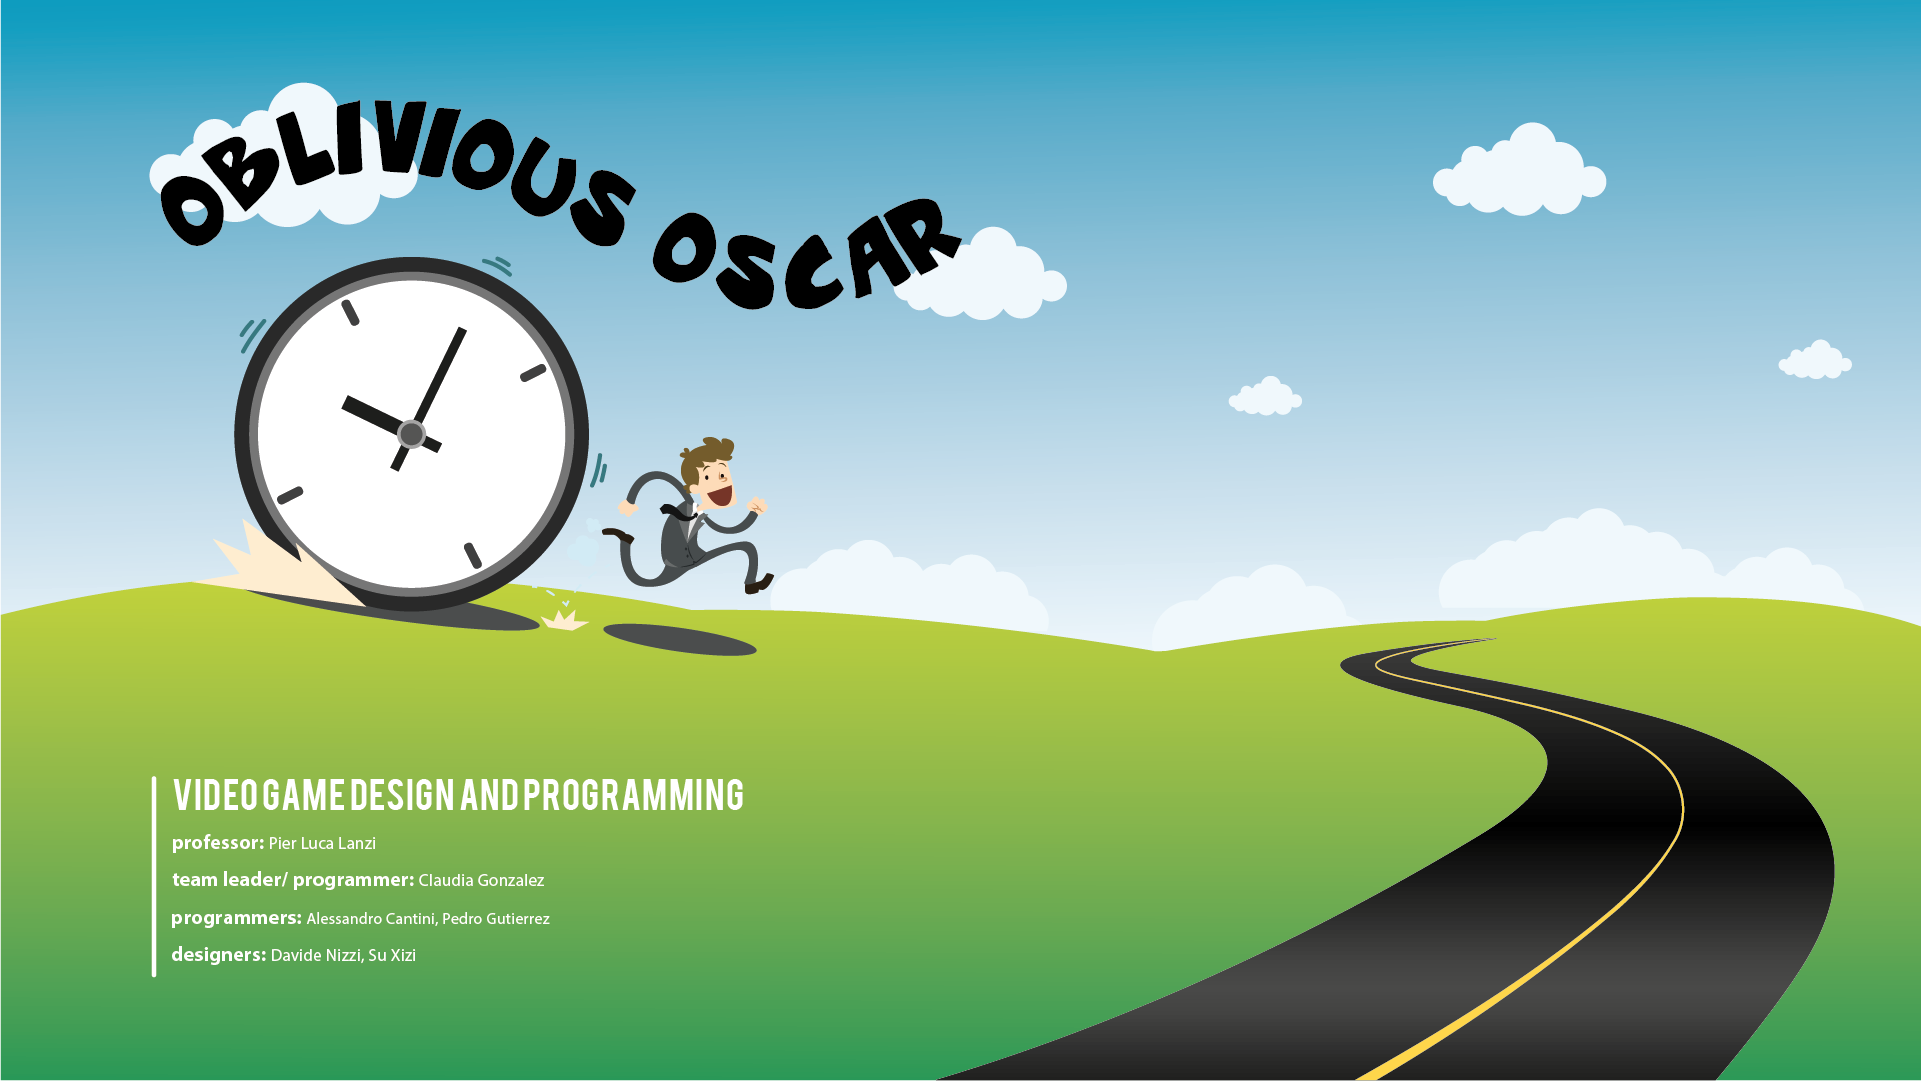 OBLIVIOUS OSCAR
VIDEO GAME DESIGN AND PROGRAMMING
professor: Pier Luca Lanzi
team leader/ programmer: Claudia Gonzalez
programmers: Alessandro Cantini, Pedro Gutierrez
designers: Davide Nizzi, Su Xizi